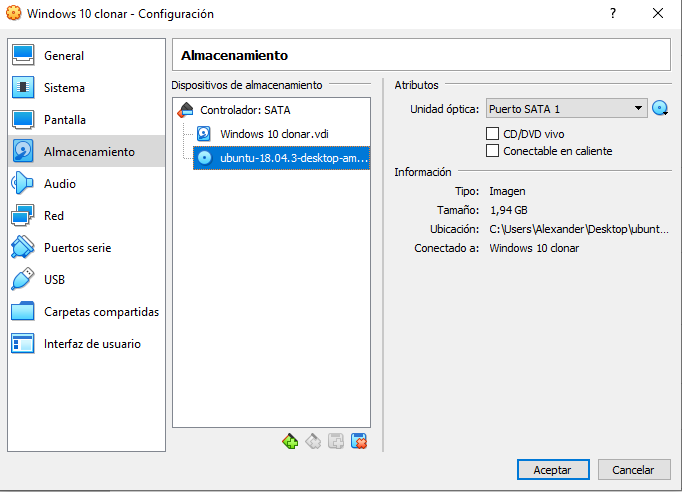 Windows 10 clonar - Configuración
General
Sistema
Pantalla
Almacenamiento
Audio
Red
Puertos serie
USB
Carpetas compartidas
Interfaz de usuario
Almacenamiento
Dispositivos de almacenamiento
Controlador: SATA
Windows 10 clonar.vdi
ubuntu-18.04.3-desktop-am...
Atributos
Unidad óptica: Puerto SATA 1
CD/DVD vivo
Conectable en caliente
Información
Tipo: Imagen
Tamaño: 1,94 GB
Ubicación: C:\Users\Alexander\Desktop\ubunt...
Conectado a: Windows 10 clonar
Aceptar Cancelar